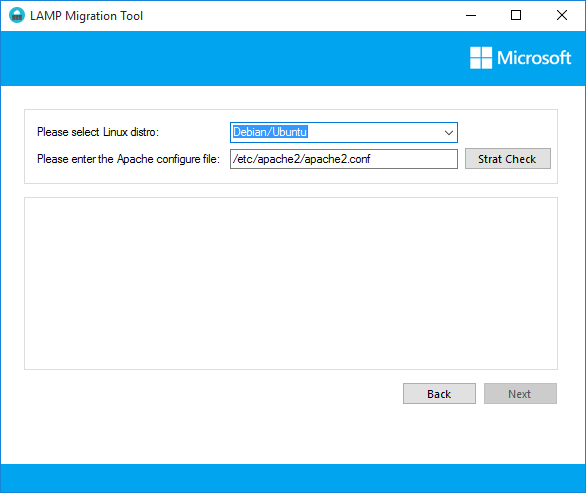 LAMP Migration Tool
Microsoft
Please select Linux distro: Debian/Ubuntu
Please enter the Apache configure file: /etc/apache2/apache2.conf Strat Check
Back Next